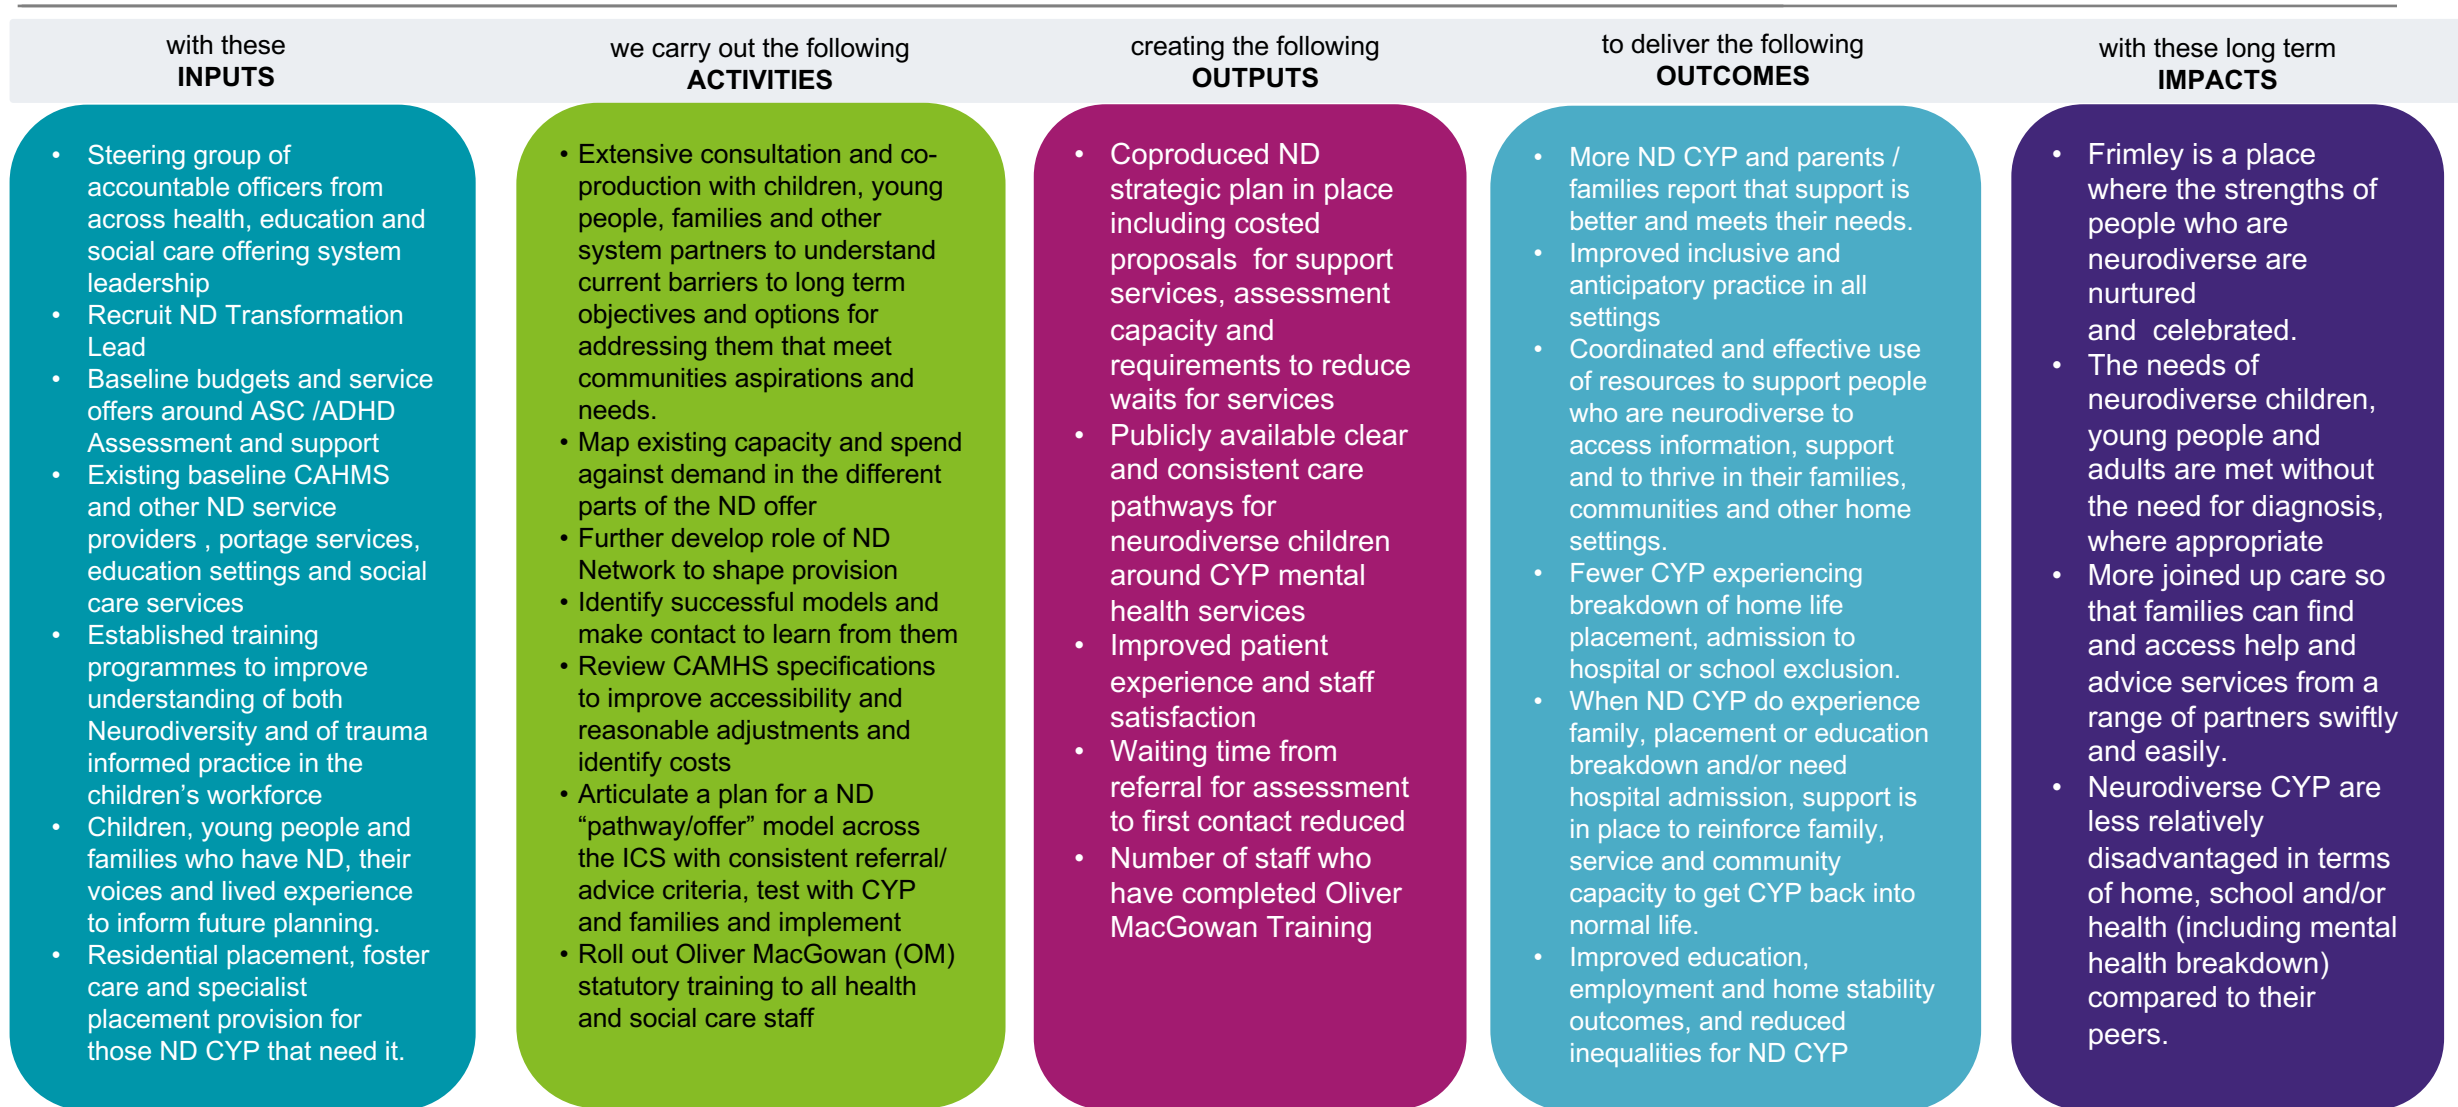 with these
INPUTS
we carry out the following
ACTIVITIES
creating the following
OUTPUTS
to deliver the following
OUTCOMES
with these long term
IMPACTS
• Steering group of
accountable officers from
across health, education and
social care offering system
leadership
• Recruit ND Transformation
Lead
• Baseline budgets and service
offers around ASC /ADHD
Assessment and support
• Existing baseline CAHMS
and other ND service
providers , portage services,
education settings and social
care services
• Established training
programmes to improve
understanding of both
Neurodiversity and of trauma
informed practice in the
children’s workforce
• Children, young people and
families who have ND, their
voices and lived experience
to inform future planning.
• Residential placement, foster
care and specialist
placement provision for
those ND CYP that need it.
• Extensive consultation and co-
production with children, young
people, families and other
system partners to understand
current barriers to long term
objectives and options for
addressing them that meet
communities aspirations and
needs.
• Map existing capacity and spend
against demand in the different
parts of the ND offer
• Further develop role of ND
Network to shape provision
• Identify successful models and
make contact to learn from them
• Review CAMHS specifications
to improve accessibility and
reasonable adjustments and
identify costs
• Articulate a plan for a ND
“pathway/offer” model across
the ICS with consistent referral/
advice criteria, test with CYP
and families and implement
• Roll out Oliver MacGowan (OM)
statutory training to all health
and social care staff
• Coproduced ND
strategic plan in place
including costed
proposals for support
services, assessment
capacity and
requirements to reduce
waits for services
• Publicly available clear
and consistent care
pathways for
neurodiverse children
around CYP mental
health services
• Improved patient
experience and staff
satisfaction
• Waiting time from
referral for assessment
to first contact reduced
• Number of staff who
have completed Oliver
MacGowan Training
• More ND CYP and parents /
families report that support is
better and meets their needs.
• Improved inclusive and
anticipatory practice in all
settings
• Coordinated and effective use
of resources to support people
who are neurodiverse to
access information, support
and to thrive in their families,
communities and other home
settings.
• Fewer CYP experiencing
breakdown of home life
placement, admission to
hospital or school exclusion.
• When ND CYP do experience
family, placement or education
breakdown and/or need
hospital admission, support is
in place to reinforce family,
service and community
capacity to get CYP back into
normal life.
• Improved education,
employment and home stability
outcomes, and reduced
inequalities for ND CYP
• Frimley is a place
where the strengths of
people who are
neurodiverse are
nurtured
and celebrated.
• The needs of
neurodiverse children,
young people and
adults are met without
the need for diagnosis,
where appropriate
• More joined up care so
that families can find
and access help and
advice services from a
range of partners swiftly
and easily.
• Neurodiverse CYP are
less relatively
disadvantaged in terms
of home, school and/or
health (including mental
health breakdown)
compared to their
peers.